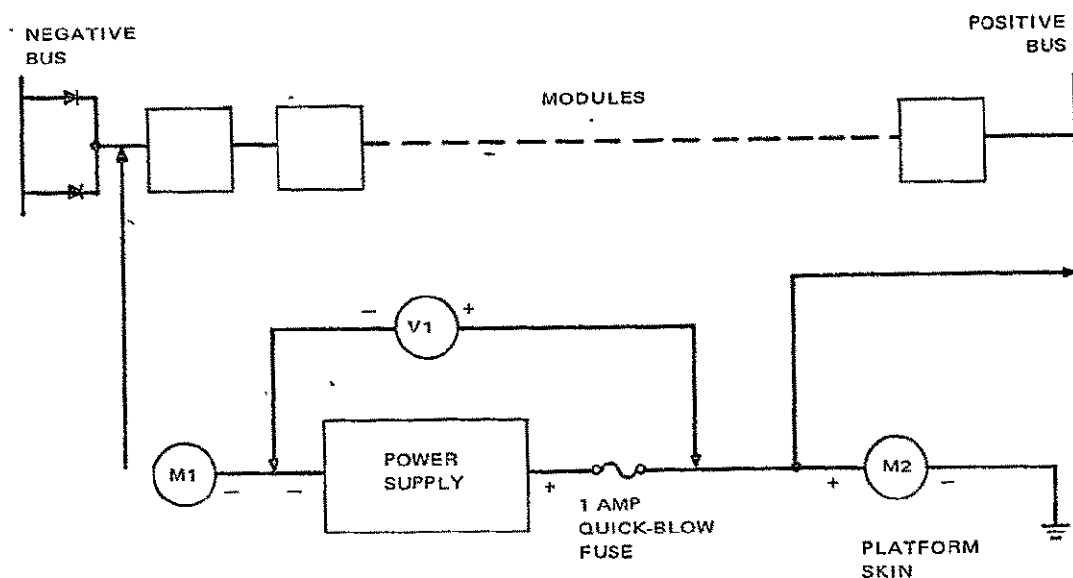 NEGATIVE
BUS
POSITIVE
BUS
MODULES
− V1 +
M1
−
−
POWER
SUPPLY
+
1 AMP
QUICK-BLOW
FUSE
+
M2
−
PLATFORM
SKIN